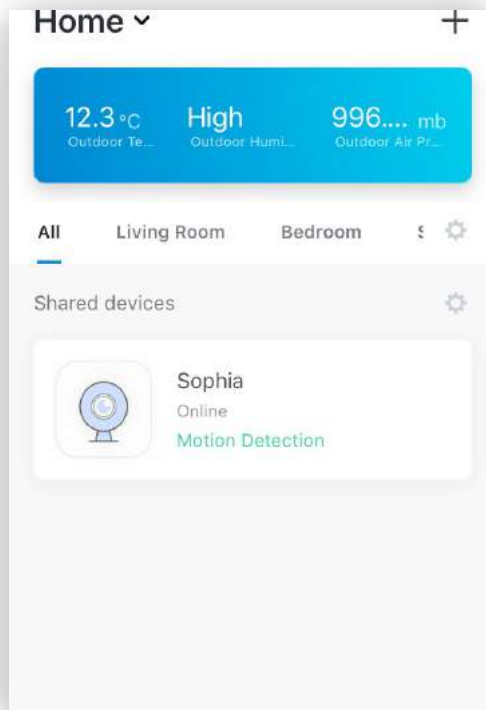 Home
12.3 °C High 996.... mb
Outdoor Te... Outdoor Humi... Outdoor Air Pr...
All Living Room Bedroom
Shared devices
Sophia
Online
Motion Detection